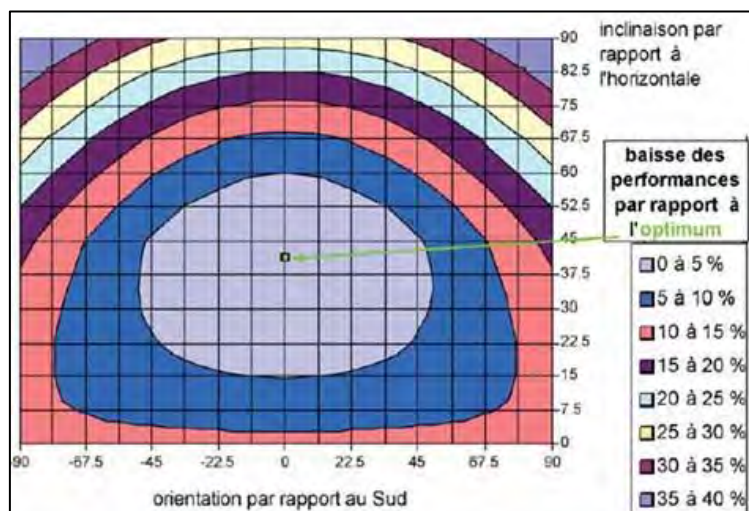 90
82.5
75
67.5
60
52.5
45
37.5
30
22.5
15
7.5
0
inclinaison par
rapport à
l'horizontale
baisse des
performances
par rapport à
l'optimum
0 à 5 %
5 à 10 %
10 à 15 %
15 à 20 %
20 à 25 %
25 à 30 %
30 à 35 %
35 à 40 %
-90 -67.5 -45 -22.5 0 22.5 45 67.5 90
orientation par rapport au Sud